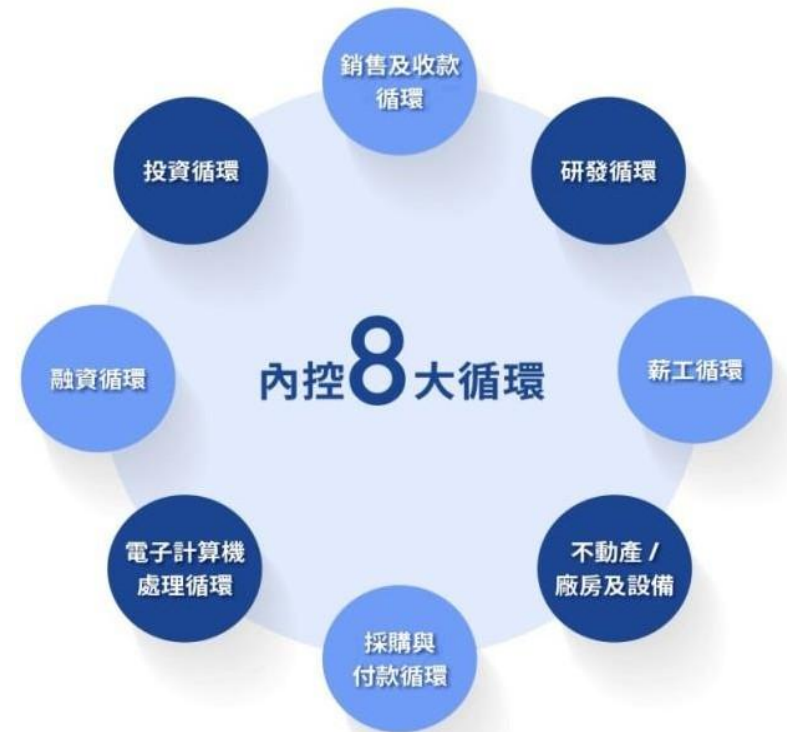 銷售及收款
循環
投資循環
研發循環
融資循環
內控8大循環
薪工循環
電子計算機
處理循環
不動產 /
廠房及設備
採購與
付款循環